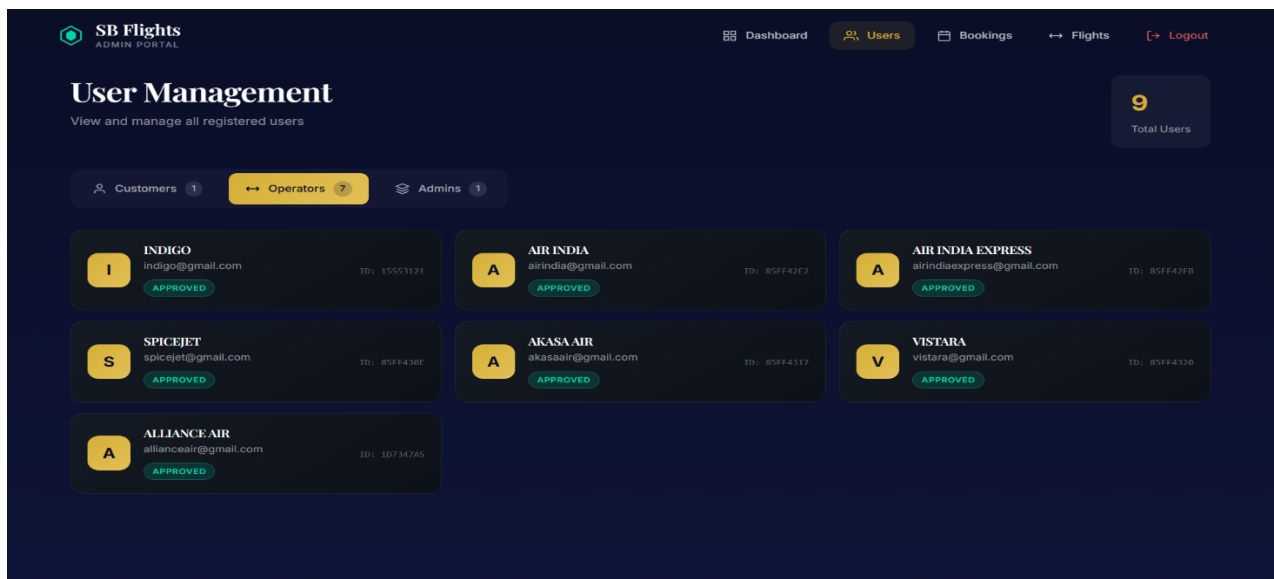 SB Flights
ADMIN PORTAL
Dashboard
Users
Bookings
Flights
Logout
User Management
View and manage all registered users
9
Total Users
Customers 1
Operators 7
Admins 1
I
INDIGO
indigo@gmail.com
APPROVED
ID: 15553121
A
AIR INDIA
airindia@gmail.com
APPROVED
ID: 85FF42E2
A
AIR INDIA EXPRESS
airindiaexpress@gmail.com
APPROVED
ID: 85FF42FB
S
SPICEJET
spicejet@gmail.com
APPROVED
ID: 85FF430E
A
AKASA AIR
akasaair@gmail.com
APPROVED
ID: 85FF4317
V
VISTARA
vistara@gmail.com
APPROVED
ID: 85FF4320
A
ALLIANCE AIR
allianceair@gmail.com
APPROVED
ID: 1D7347A5